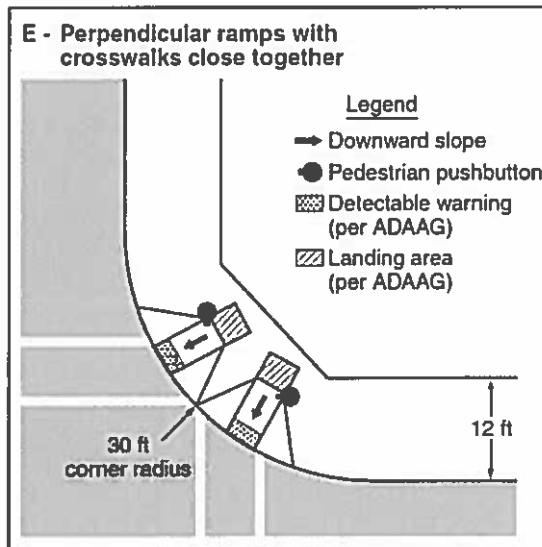 E - Perpendicular ramps with
crosswalks close together
Legend
Downward slope
Pedestrian pushbutton
Detectable warning
(per ADAAG)
Landing area
(per ADAAG)
30 ft
corner radius
12 ft